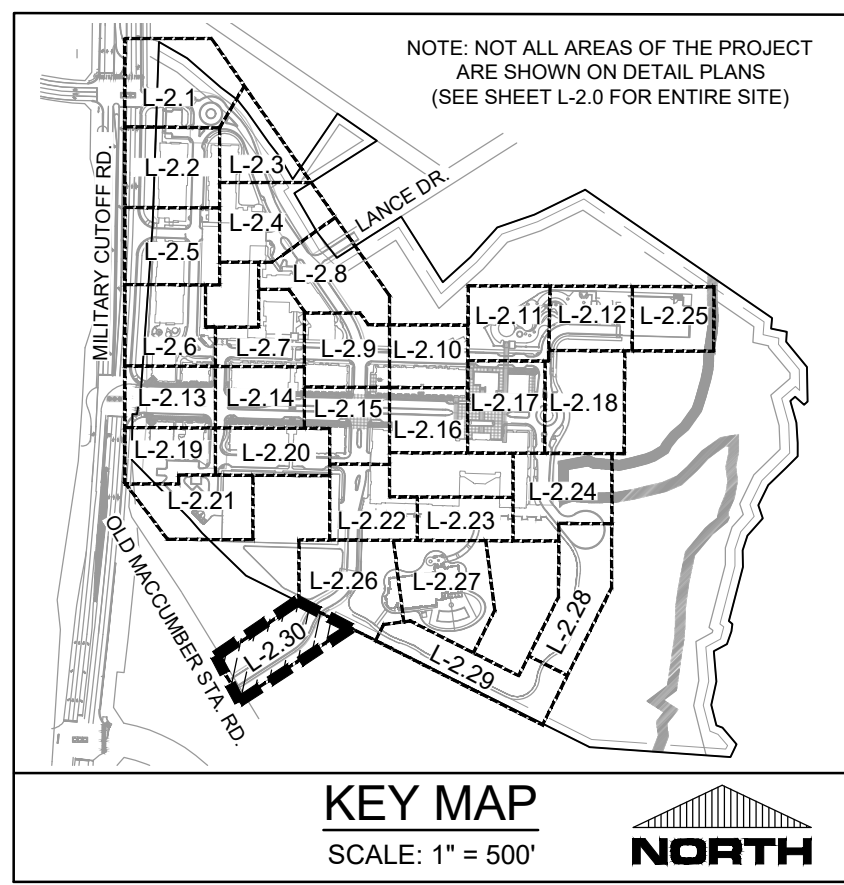 NOTE: NOT ALL AREAS OF THE PROJECT
ARE SHOWN ON DETAIL PLANS
(SEE SHEET L-2.0 FOR ENTIRE SITE)
MILITARY CUTOFF RD.
LANCE DR.
OLD MACCUMBER STA. RD.
L-2.1
L-2.2
L-2.3
L-2.4
L-2.5
L-2.8
L-2.6
L-2.7
L-2.9
L-2.10
L-2.11
L-2.12
L-2.25
L-2.13
L-2.14
L-2.15
L-2.16
L-2.17
L-2.18
L-2.19
L-2.20
L-2.21
L-2.22
L-2.23
L-2.24
L-2.26
L-2.27
L-2.28
L-2.29
L-2.30
KEY MAP
SCALE: 1" = 500'
NORTH